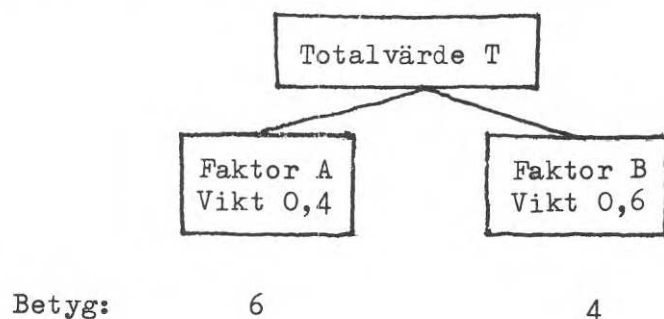 Totalvärde T
Faktor A
Vikt 0,4
Faktor B
Vikt 0,6
Betyg: 6 4